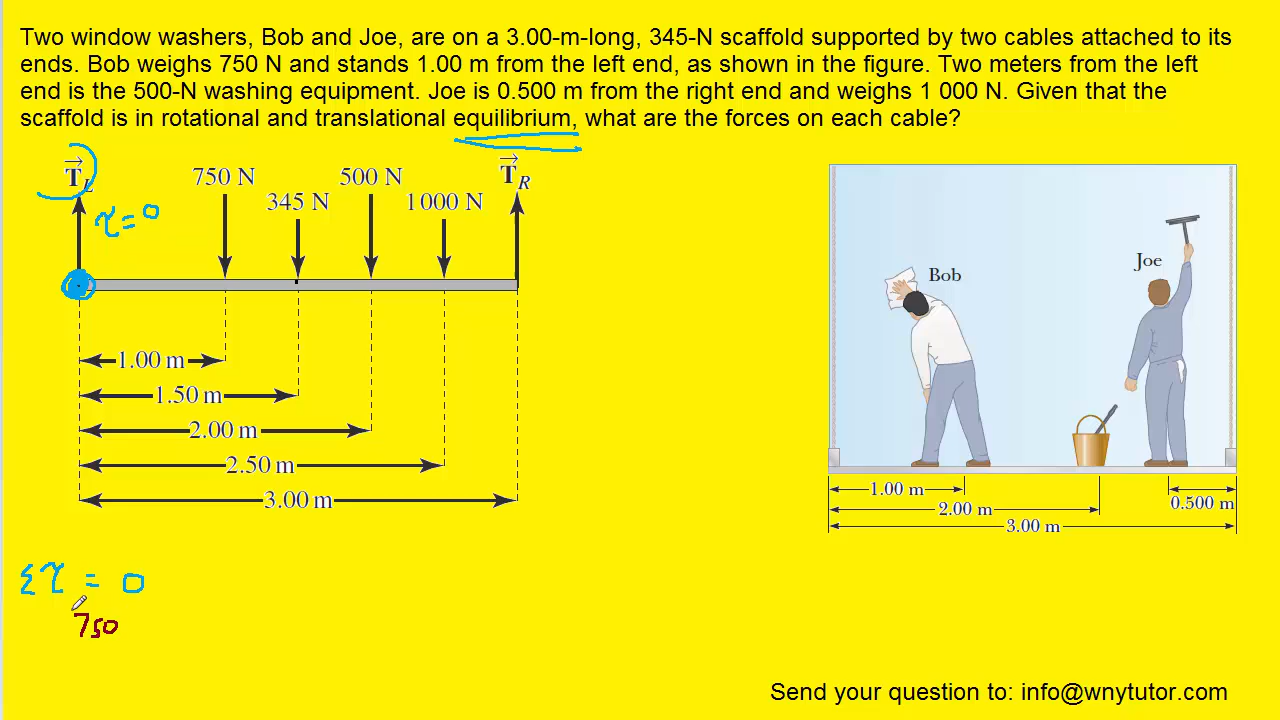 Two window washers, Bob and Joe, are on a 3.00-m-long, 345-N scaffold supported by two cables attached to its
ends. Bob weighs 750 N and stands 1.00 m from the left end, as shown in the figure. Two meters from the left
end is the 500-N washing equipment. Joe is 0.500 m from the right end and weighs 1 000 N. Given that the
scaffold is in rotational and translational equilibrium, what are the forces on each cable?
T⃗L
750 N
500 N
T⃗R
345 N
1 000 N
τ = 0
1.00 m
1.50 m
2.00 m
2.50 m
3.00 m
Bob
Joe
1.00 m
0.500 m
2.00 m
3.00 m
Στ = 0
750
Send your question to: info@wnytutor.com